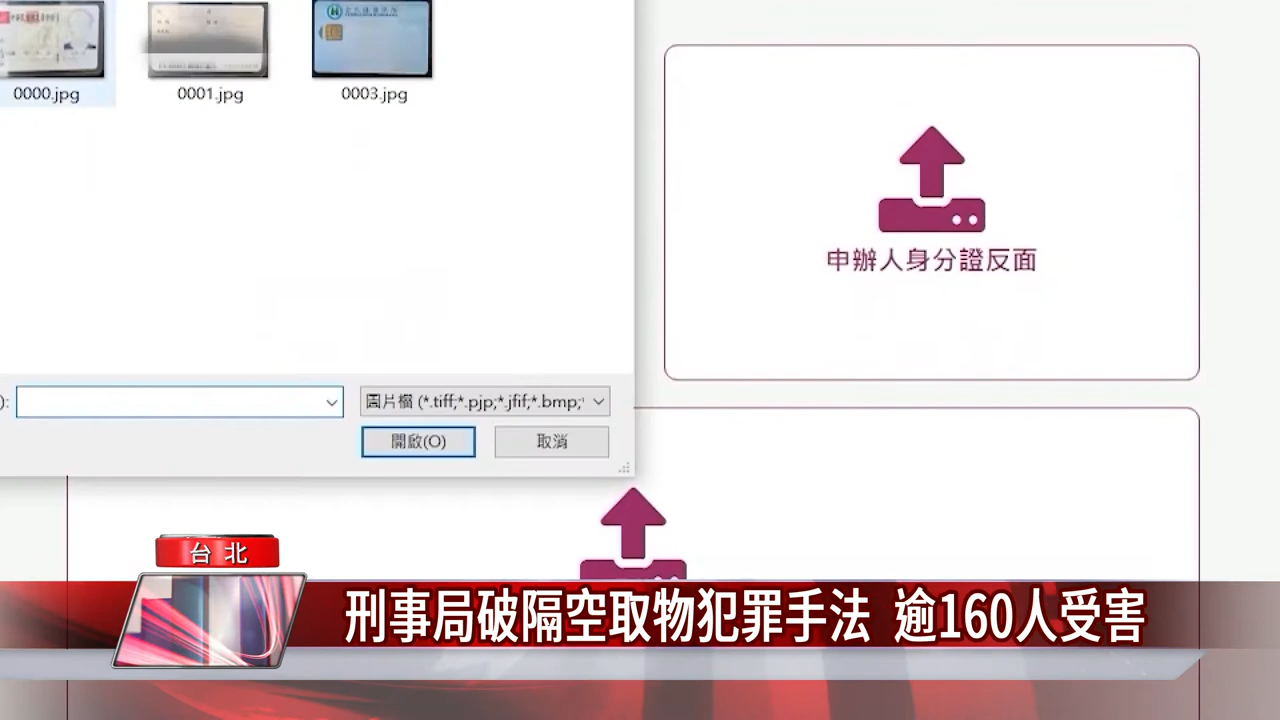 0000.jpg
0001.jpg
0003.jpg
申辦人身分證反面
):
圖片檔 (*.tiff;*.pjp;*.jfif;*.bmp;
開啟(O)
取消
台北
刑事局破隔空取物犯罪手法 逾160人受害